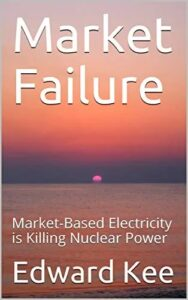 Market
Failure
Market-Based Electricity
is Killing Nuclear Power
Edward Kee